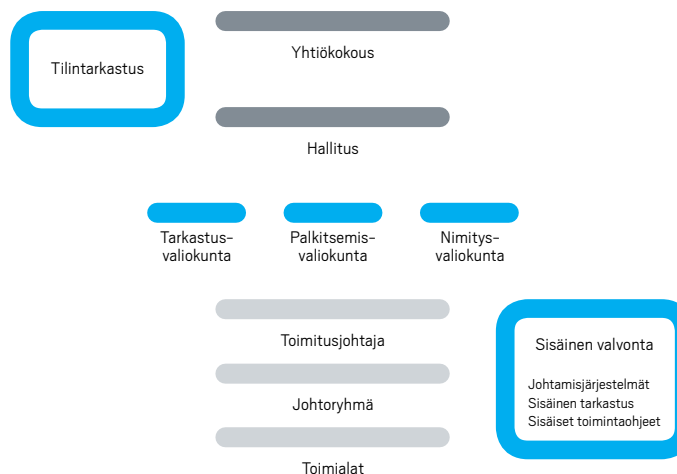 Tilintarkastus
Yhtiökokous
Hallitus
Tarkastus-
valiokunta
Palkitsemis-
valiokunta
Nimitys-
valiokunta
Toimitusjohtaja
Sisäinen valvonta
Johtamisjärjestelmät
Sisäinen tarkastus
Sisäiset toimintaohjeet
Johtoryhmä
Toimialat